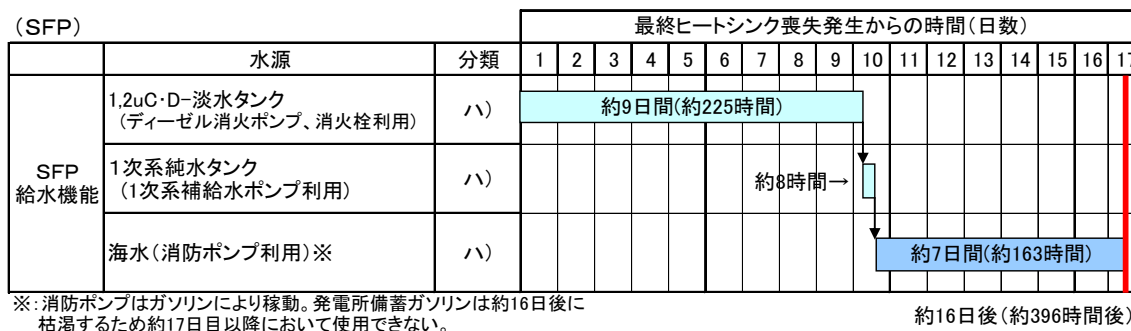 (SFP)
最終ヒートシンク喪失発生からの時間(日数)
水源 分類 1 2 3 4 5 6 7 8 9 10 11 12 13 14 15 16 17
SFP
給水機能
1,2uC·D-淡水タンク
(ディーゼル消火ポンプ、消火栓利用)
ハ)
約9日間(約225時間)
1次系純水タンク
(1次系補給水ポンプ利用)
ハ)
約8時間→
海水(消防ポンプ利用)※
ハ)
約7日間(約163時間)
※:消防ポンプはガソリンにより稼動。発電所備蓄ガソリンは約16日後に
枯渇するため約17日目以降において使用できない。
約16日後(約396時間後)